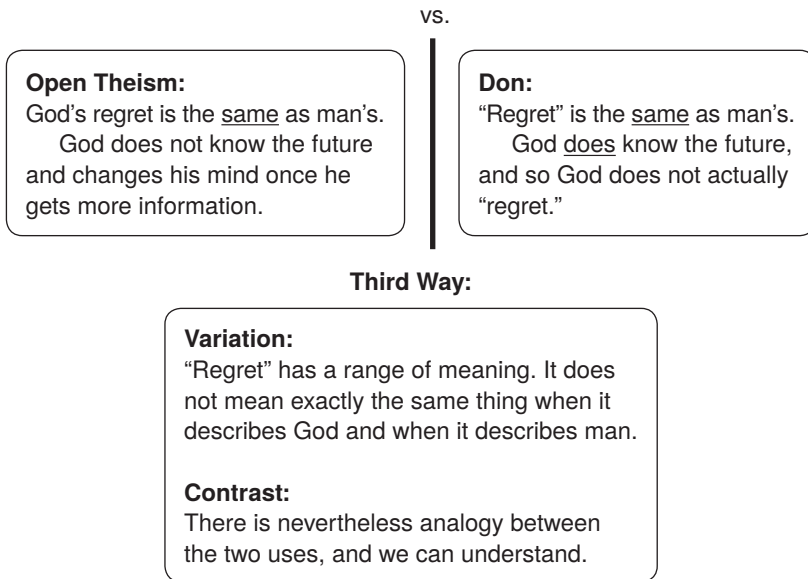 vs.
Open Theism:
God’s regret is the same as man’s.
God does not know the future
and changes his mind once he
gets more information.
Don:
“Regret” is the same as man’s.
God does know the future,
and so God does not actually
“regret.”
Third Way:
Variation:
“Regret” has a range of meaning. It does
not mean exactly the same thing when it
describes God and when it describes man.
Contrast:
There is nevertheless analogy between
the two uses, and we can understand.